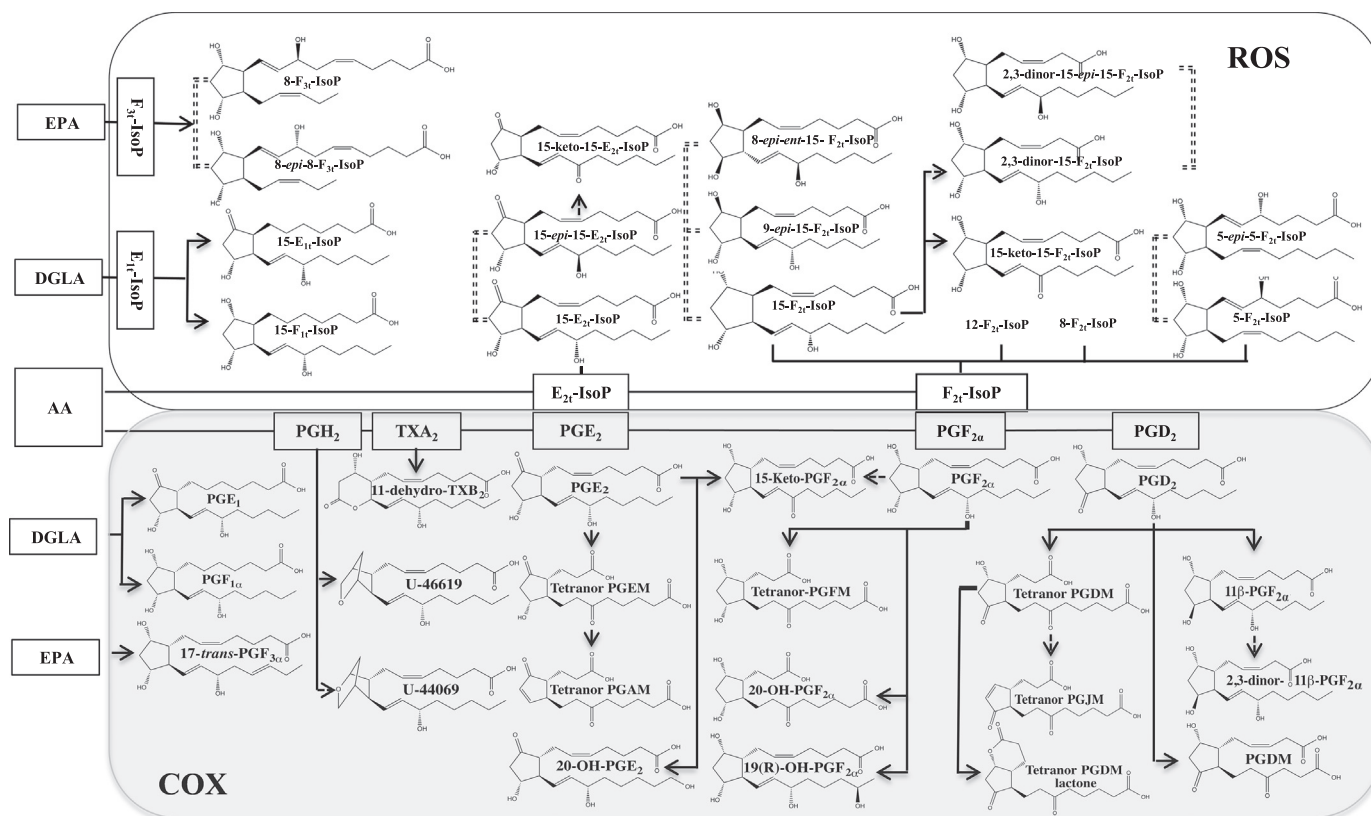 ROS
EPA
F3t-IsoP
8-F3t-IsoP
8-epi-8-F3t-IsoP
DGLA
E1t-IsoP
15-E1t-IsoP
15-F1t-IsoP
15-keto-15-E2t-IsoP
15-epi-15-E2t-IsoP
15-E2t-IsoP
8-epi-ent-15- F2t-IsoP
9-epi-15-F2t-IsoP
15-F2t-IsoP
2,3-dinor-15-epi-15-F2t-IsoP
2,3-dinor-15-F2t-IsoP
15-keto-15-F2t-IsoP
12-F2t-IsoP
8-F2t-IsoP
5-epi-5-F2t-IsoP
5-F2t-IsoP
AA
E2t-IsoP
F2t-IsoP
PGH2
TXA2
PGE2
PGF2α
PGD2
DGLA
PGE1
PGF1α
EPA
17-trans-PGF3α
11-dehydro-TXB2
U-46619
U-44069
PGE2
Tetranor PGEM
Tetranor PGAM
20-OH-PGE2
15-Keto-PGF2α
PGF2α
Tetranor-PGFM
20-OH-PGF2α
19(R)-OH-PGF2α
PGD2
Tetranor PGDM
Tetranor PGJM
Tetranor PGDM
lactone
11β-PGF2α
2,3-dinor- 11β-PGF2α
PGDM
COX